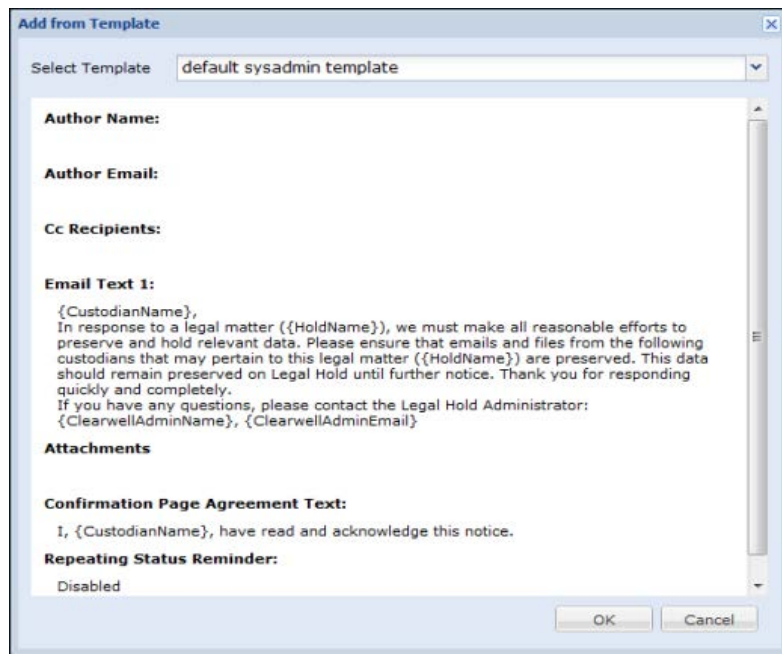 Add from Template
Select Template default sysadmin template
Author Name:
Author Email:
Cc Recipients:
Email Text 1:
{CustodianName},
In response to a legal matter ({HoldName}), we must make all reasonable efforts to
preserve and hold relevant data. Please ensure that emails and files from the following
custodians that may pertain to this legal matter ({HoldName}) are preserved. This data
should remain preserved on Legal Hold until further notice. Thank you for responding
quickly and completely.
If you have any questions, please contact the Legal Hold Administrator:
{ClearwellAdminName}, {ClearwellAdminEmail}
Attachments
Confirmation Page Agreement Text:
I, {CustodianName}, have read and acknowledge this notice.
Repeating Status Reminder:
Disabled
OK Cancel